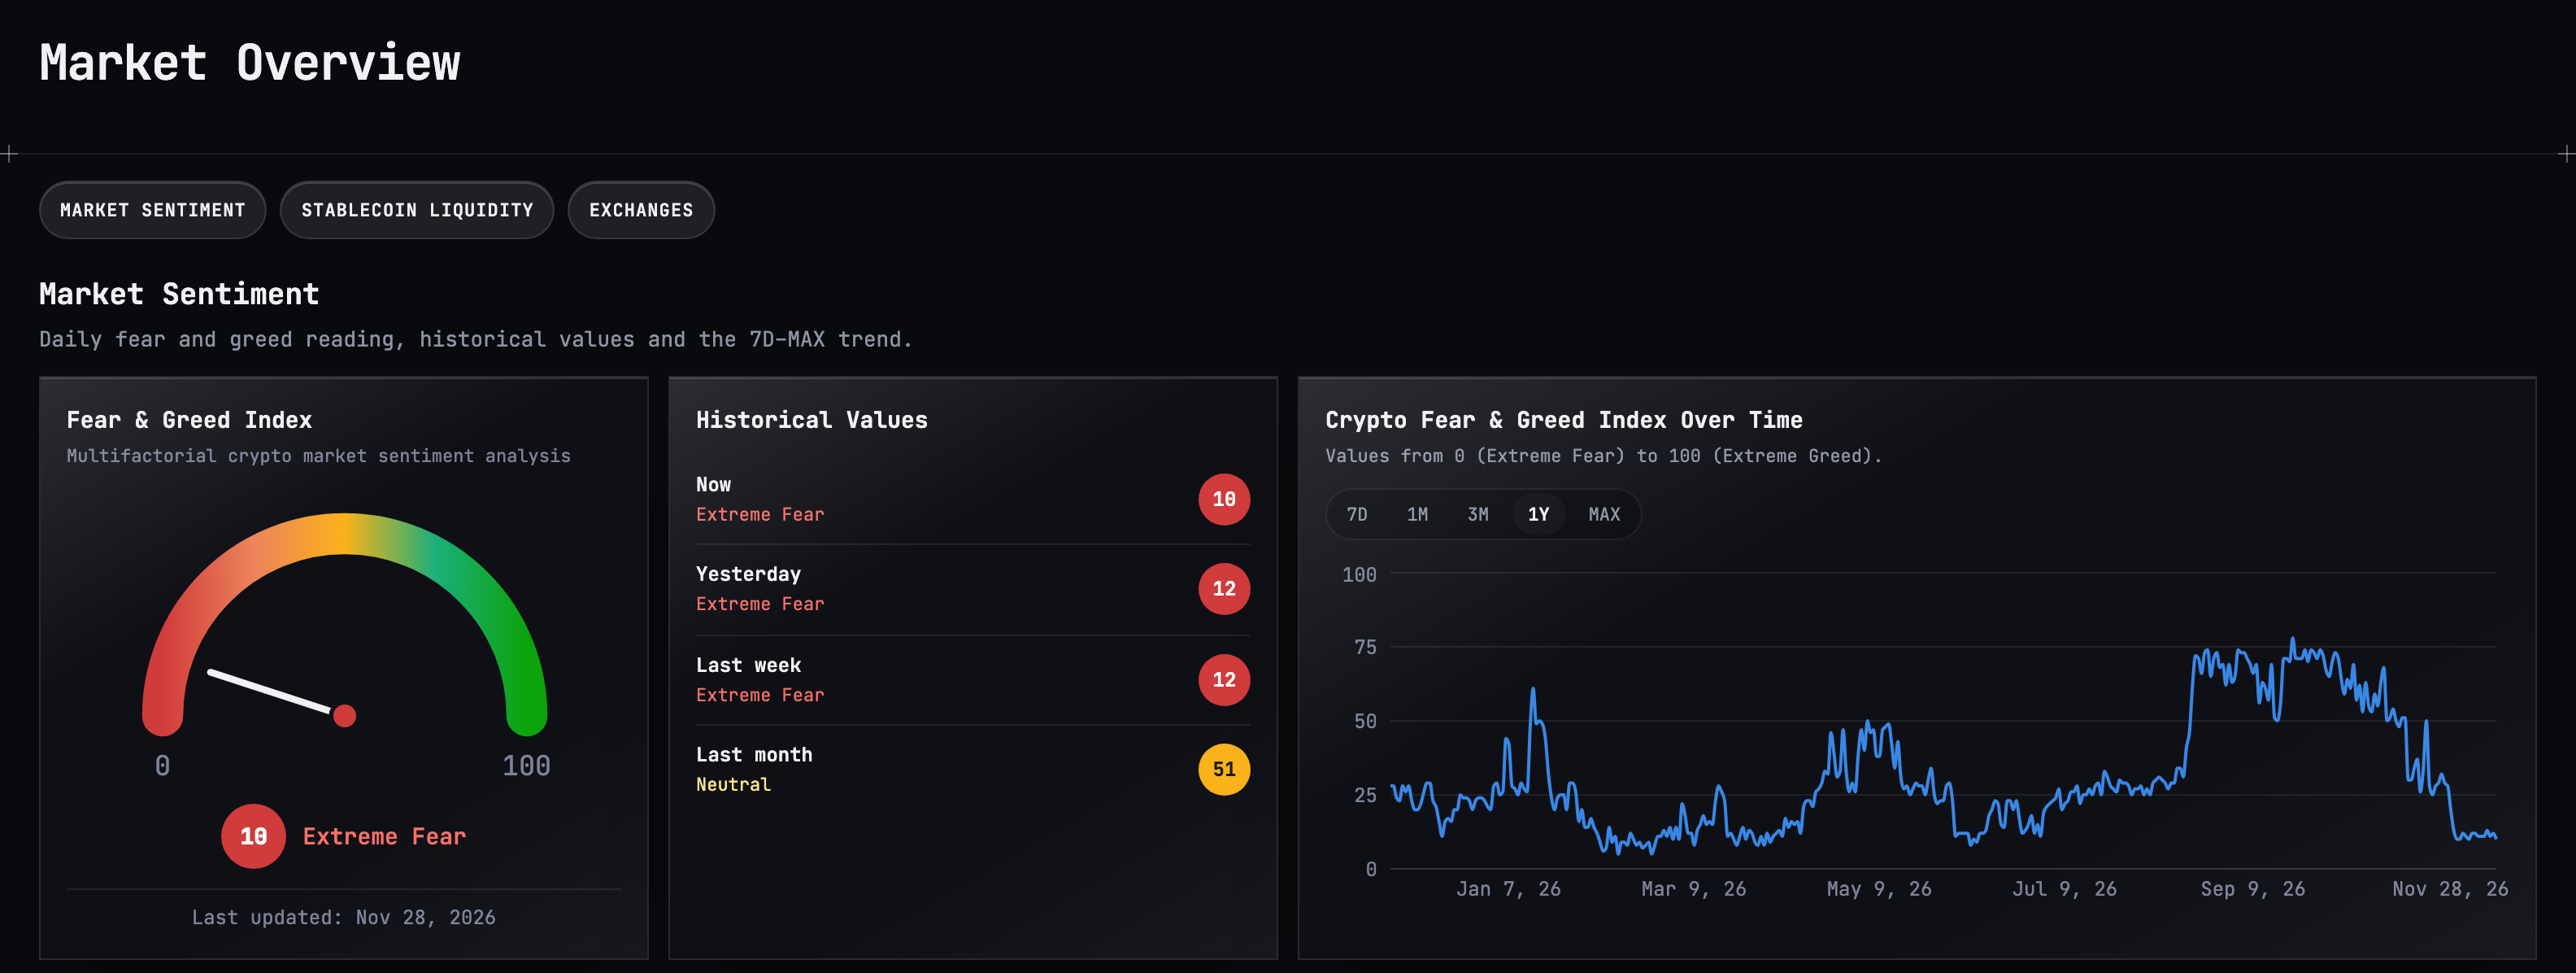 Market Overview
MARKET SENTIMENT
STABLECOIN LIQUIDITY
EXCHANGES
Market Sentiment
Daily fear and greed reading, historical values and the 7D-MAX trend.
Fear & Greed Index
Multifactorial crypto market sentiment analysis
0
100
10 Extreme Fear
Last updated: Nov 28, 2026
Historical Values
Now
Extreme Fear
10
Yesterday
Extreme Fear
12
Last week
Extreme Fear
12
Last month
Neutral
51
Crypto Fear & Greed Index Over Time
Values from 0 (Extreme Fear) to 100 (Extreme Greed).
7D 1M 3M 1Y MAX
100
75
50
25
0
Jan 7, 26 Mar 9, 26 May 9, 26 Jul 9, 26 Sep 9, 26 Nov 28, 26